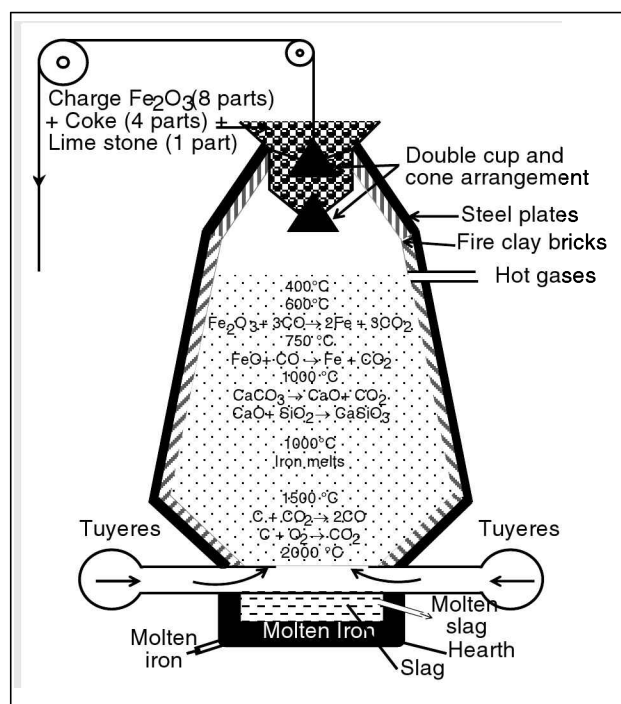 Charge Fe2O3 (8 parts)
+ Coke (4 parts) +
Lime stone (1 part)
Double cup and
cone arrangement
Steel plates
Fire clay bricks
Hot gases
400°C
600°C
Fe2O3 + 3CO → 2Fe + 3CO2
750 °C
FeO + CO → Fe + CO2
1000 °C
CaCO3 → CaO + CO2
CaO + SiO2 → GaSiO3
1000°C
Iron melts
1500 °C
C + CO2 → 2CO
C + O2 → CO2
2000 °C
Tuyeres
Tuyeres
Molten
slag
Molten Iron
Molten
iron
Hearth
Slag